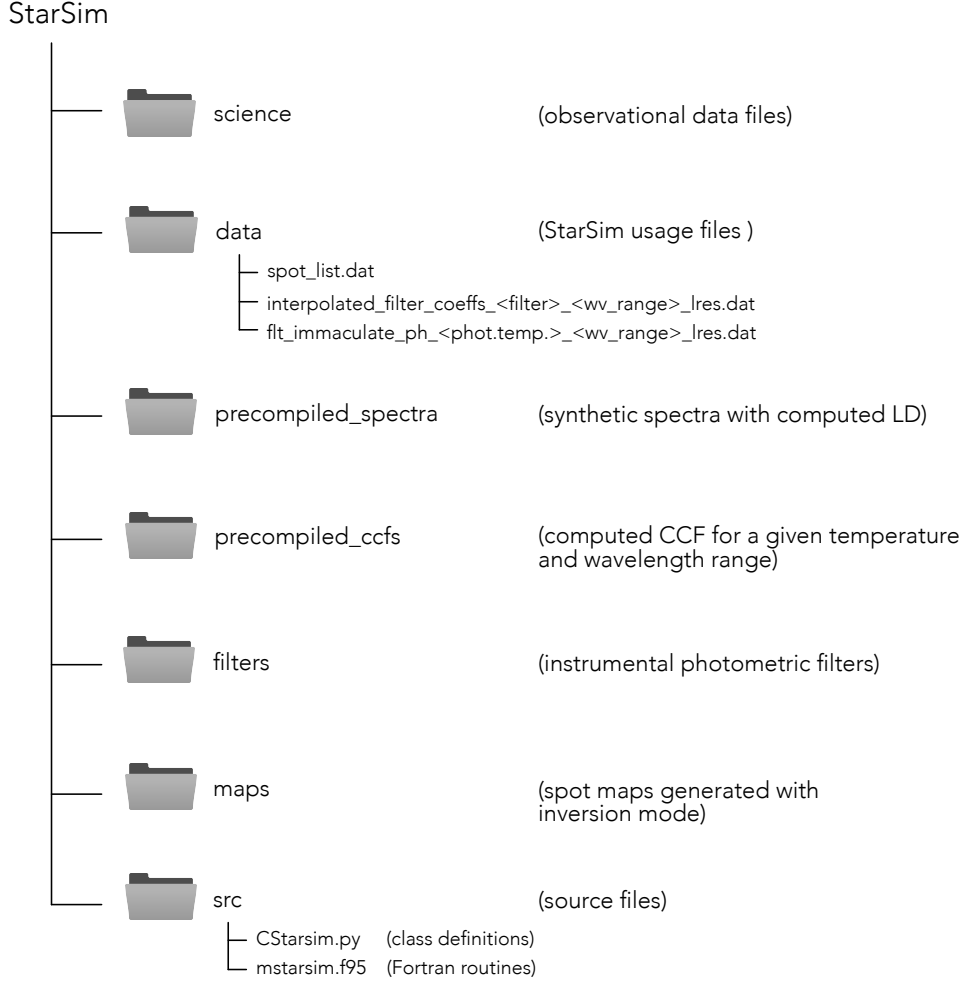 StarSim
science (observational data files)
data (StarSim usage files )
spot_list.dat
interpolated_filter_coeffs_<filter>_<wv_range>_lres.dat
flt_immaculate_ph_<phot.temp.>_<wv_range>_lres.dat
precompiled_spectra (synthetic spectra with computed LD)
precompiled_ccfs (computed CCF for a given temperature
and wavelength range)
filters (instrumental photometric filters)
maps (spot maps generated with
inversion mode)
src (source files)
CStarsim.py (class definitions)
mstarsim.f95 (Fortran routines)